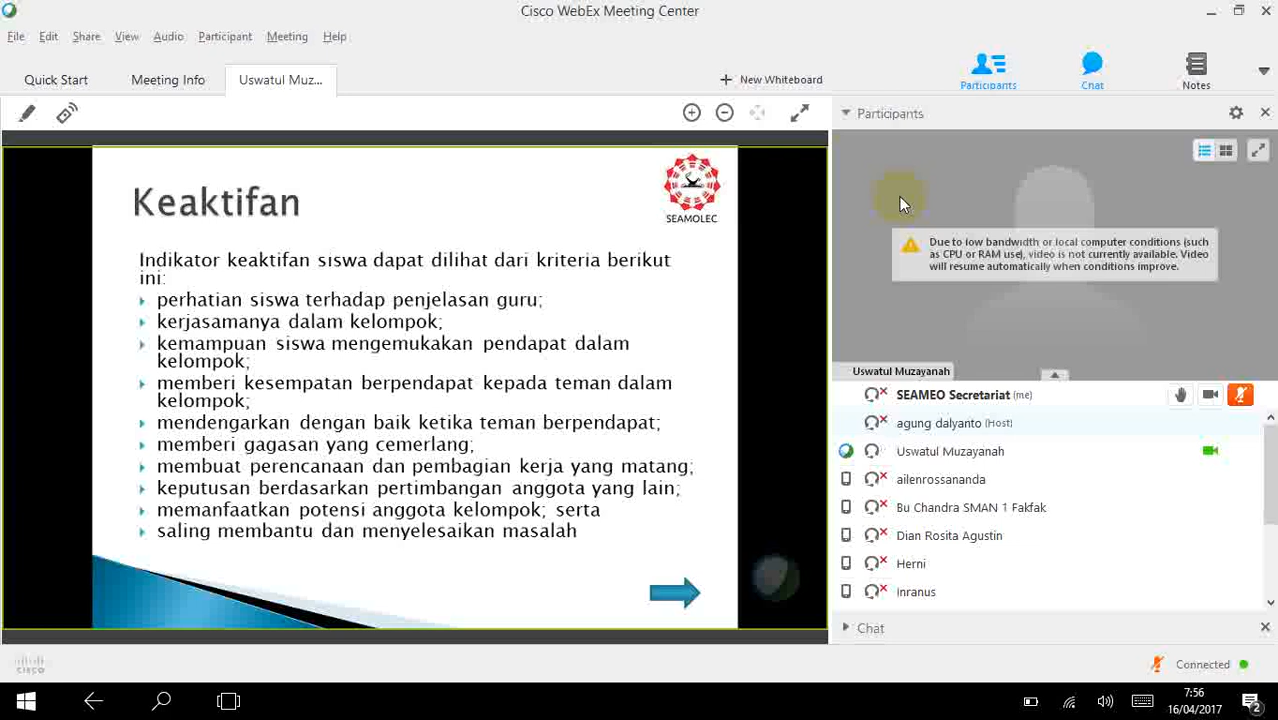 Cisco WebEx Meeting Center
File Edit Share View Audio Participant Meeting Help
Quick Start Meeting Info Uswatul Muz... New Whiteboard
Participants Chat Notes
Participants
Keaktifan
SEAMOLEC
Indikator keaktifan siswa dapat dilihat dari kriteria berikut
ini:
perhatian siswa terhadap penjelasan guru;
kerjasamanya dalam kelompok;
kemampuan siswa mengemukakan pendapat dalam
kelompok;
memberi kesempatan berpendapat kepada teman dalam
kelompok;
mendengarkan dengan baik ketika teman berpendapat;
memberi gagasan yang cemerlang;
membuat perencanaan dan pembagian kerja yang matang;
keputusan berdasarkan pertimbangan anggota yang lain;
memanfaatkan potensi anggota kelompok; serta
saling membantu dan menyelesaikan masalah
Due to low bandwidth or local computer conditions (such
as CPU or RAM use), video is not currently available. Video
will resume automatically when conditions improve.
Uswatul Muzayanah
SEAMEO Secretariat (me)
agung dalyanto (Host)
Uswatul Muzayanah
ailenrossananda
Bu Chandra SMAN 1 Fakfak
Dian Rosita Agustin
Herni
Inranus
Chat
cisco
Connected
7:56
16/04/2017
2